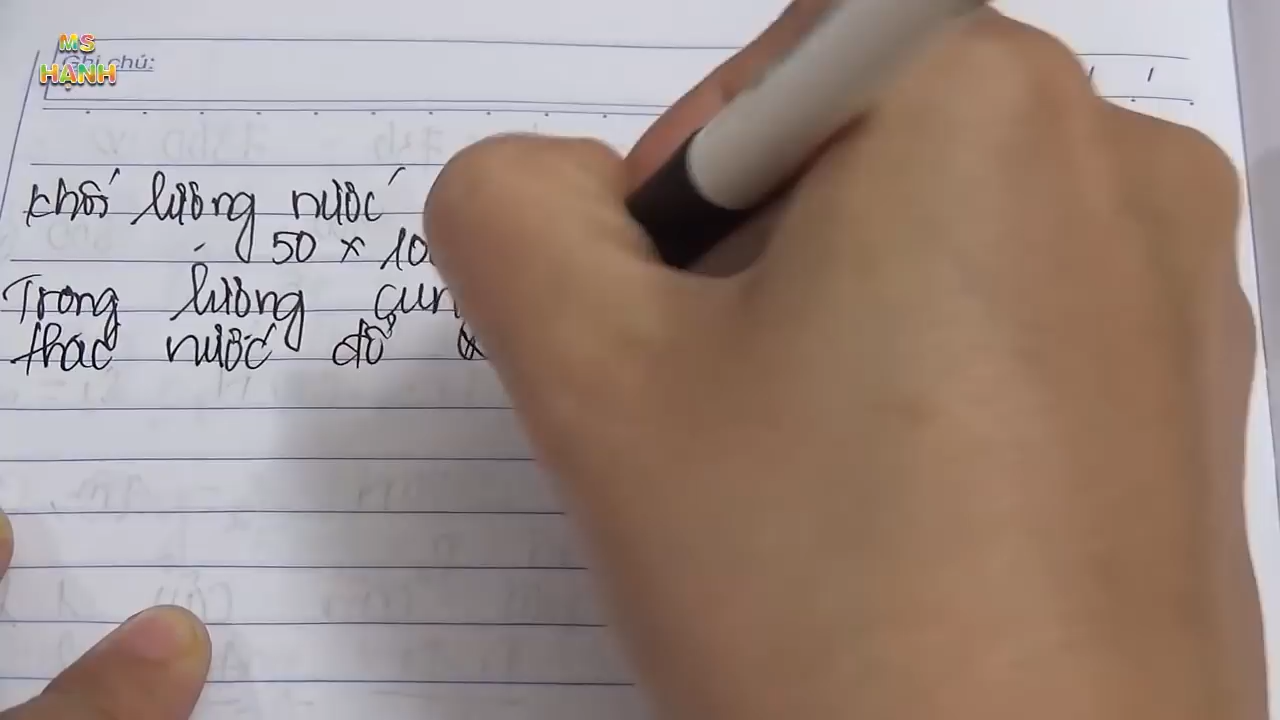 MS
HẠNH
Ghi chú:
Khối lượng nước
50 x 10
Trọng lượng
thác nước đổ